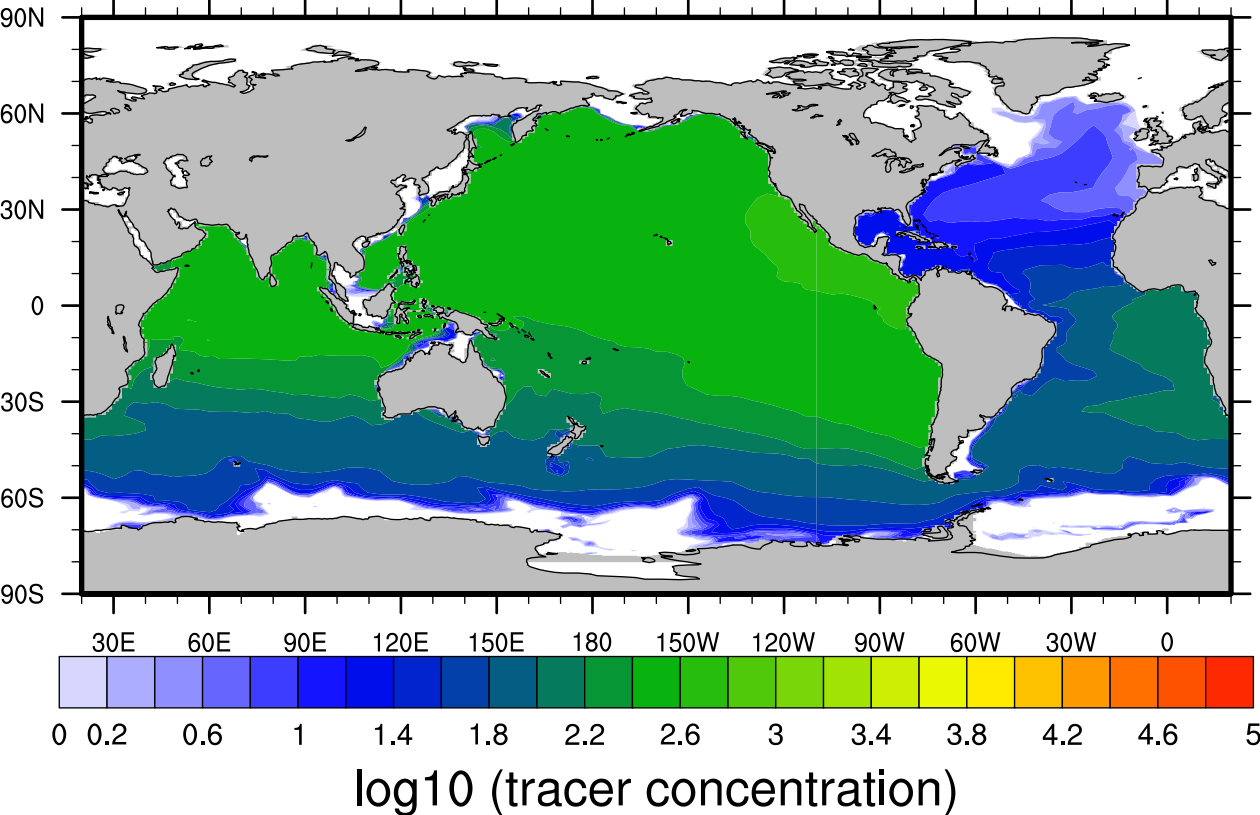 90N
60N
30N
0
30S
60S
90S
30E 60E 90E 120E 150E 180 150W 120W 90W 60W 30W 0
0 0.2 0.6 1 1.4 1.8 2.2 2.6 3 3.4 3.8 4.2 4.6 5
log10 (tracer concentration)